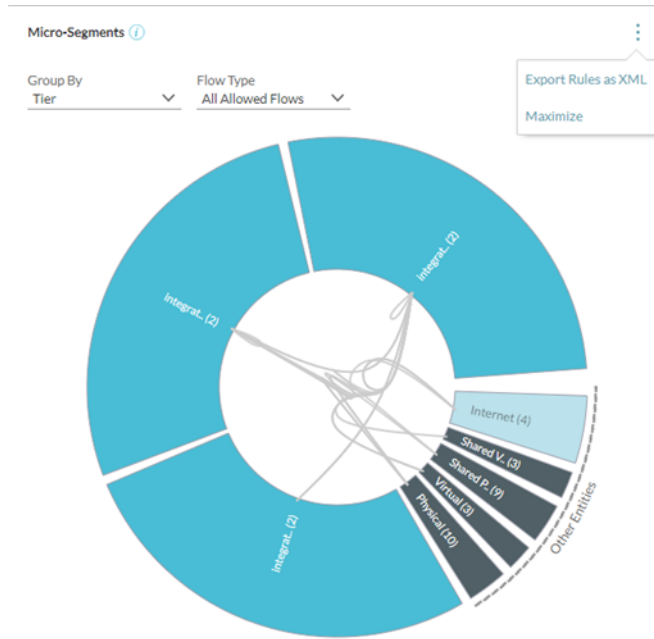 Micro-Segments i
Group By
Tier
Flow Type
All Allowed Flows
Export Rules as XML
Maximize
Integrat.. (2)
Integrat.. (2)
Integrat.. (2)
Internet (4)
Shared V.. (3)
Shared P.. (9)
Virtual (3)
Physical (10)
Other Entities